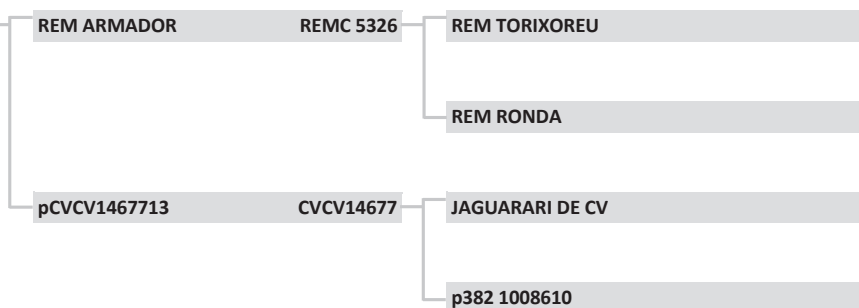 REM ARMADOR REMC 5326 REM TORIXOREU
REM RONDA
pCVCV1467713 CVCV14677 JAGUARARI DE CV
p382 1008610